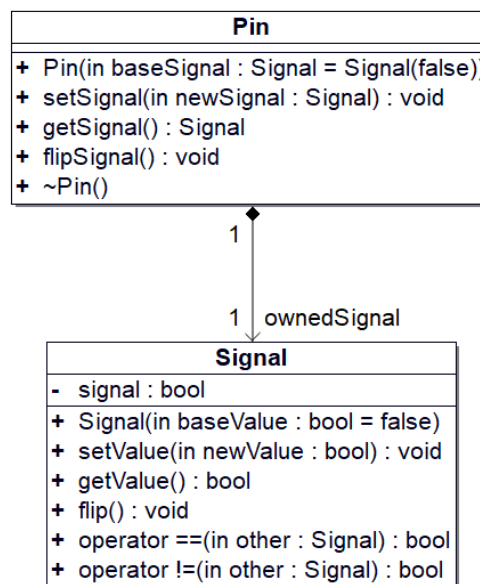 Pin
+ Pin(in baseSignal : Signal = Signal(false))
+ setSignal(in newSignal : Signal) : void
+ getSignal() : Signal
+ flipSignal() : void
+ ~Pin()
1
1 ownedSignal
Signal
- signal : bool
+ Signal(in baseValue : bool = false)
+ setValue(in newValue : bool) : void
+ getValue() : bool
+ flip() : void
+ operator ==(in other : Signal) : bool
+ operator !=(in other : Signal) : bool